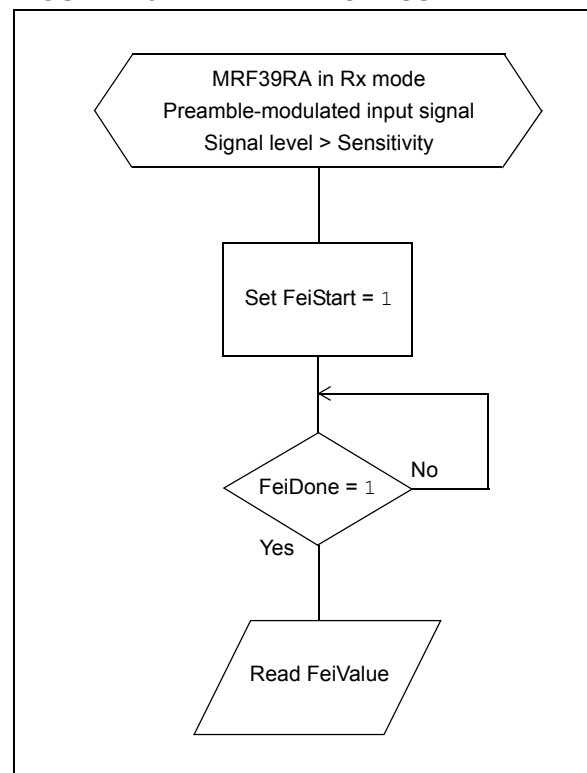 MRF39RA in Rx mode
Preamble-modulated input signal
Signal level > Sensitivity
Set FeiStart = 1
FeiDone = 1
No
Yes
Read FeiValue